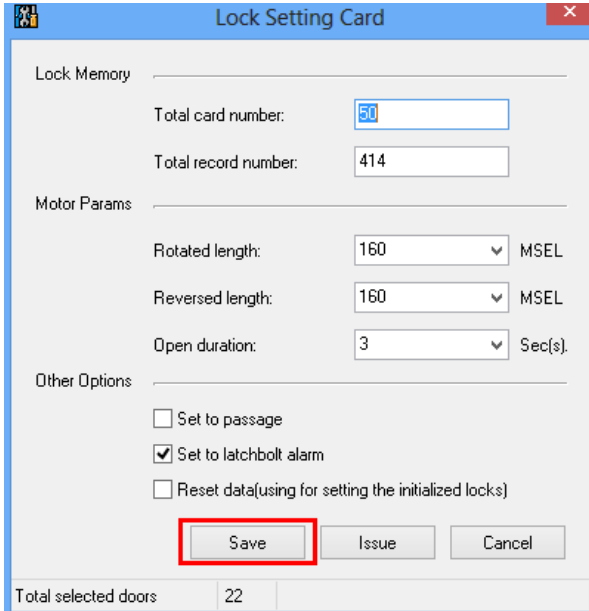 Lock Setting Card
Lock Memory
Total card number: 50
Total record number: 414
Motor Params
Rotated length: 160 MSEL
Reversed length: 160 MSEL
Open duration: 3 Sec(s).
Other Options
Set to passage
Set to latchbolt alarm
Reset data(using for setting the initialized locks)
Save Issue Cancel
Total selected doors 22